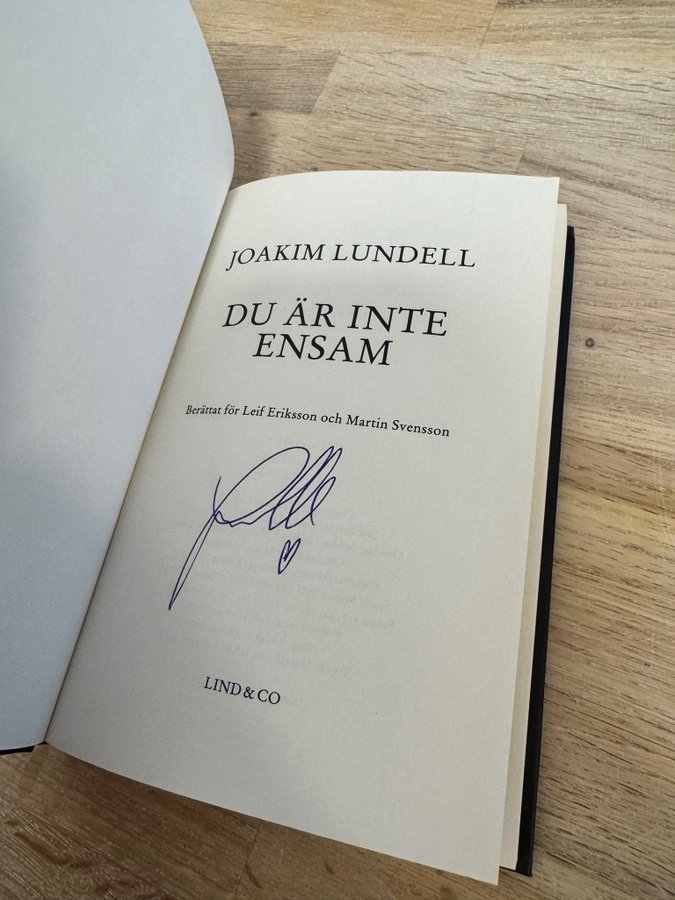 JOAKIM LUNDELL
DU ÄR INTE
ENSAM
Berättat för Leif Eriksson och Martin Svensson
LIND & CO